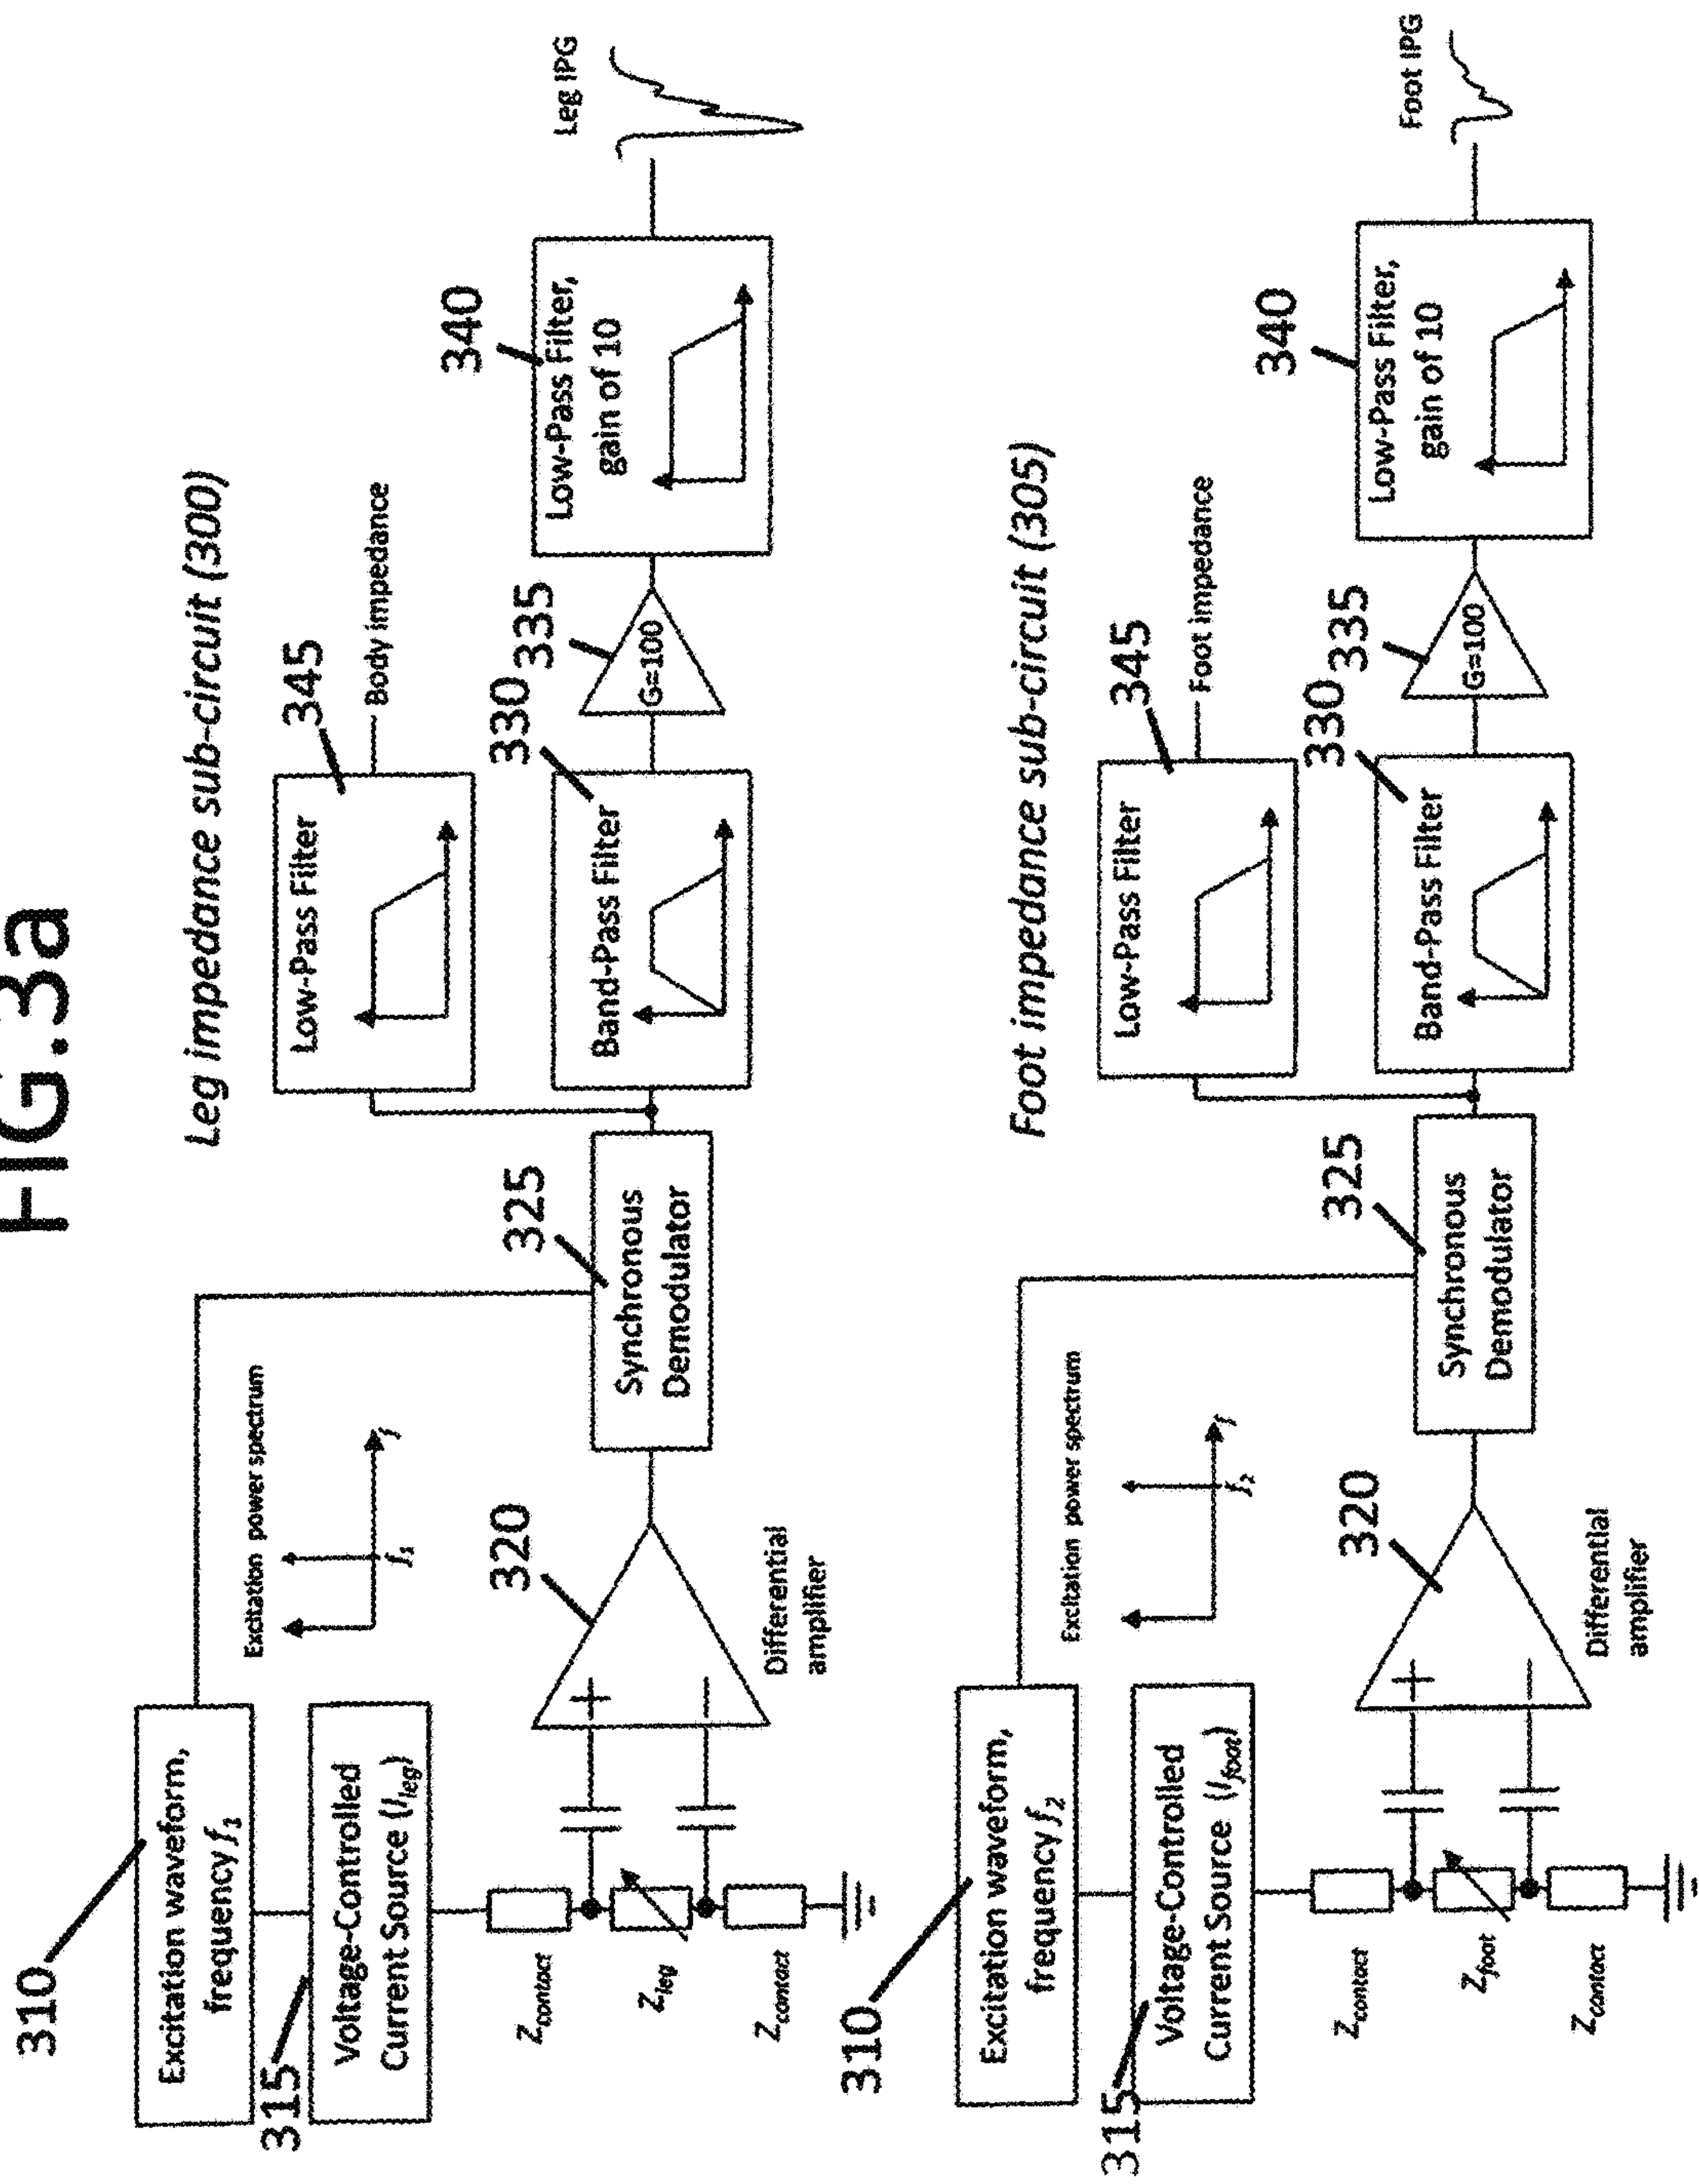 FIG.3a
Leg impedance sub-circuit (300)
310
Excitation waveform,
frequency f1
315
Voltage-Controlled
Current Source (Ileg)
Excitation power spectrum
f
f1
Zcontact
Zleg
Zcontact
320
+
−
Differential
amplifier
325
Synchronous
Demodulator
345
Low-Pass Filter
Body impedance
330
Band-Pass Filter
335
G=100
340
Low-Pass Filter,
gain of 10
Leg IPG
Foot impedance sub-circuit (305)
310
Excitation waveform,
frequency f2
315
Voltage-Controlled
Current Source (Ifoot)
Excitation power spectrum
f
f2
Zcontact
Zfoot
Zcontact
320
+
−
Differential
amplifier
325
Synchronous
Demodulator
345
Low-Pass Filter
Foot impedance
330
Band-Pass Filter
335
G=100
340
Low-Pass Filter,
gain of 10
Foot IPG